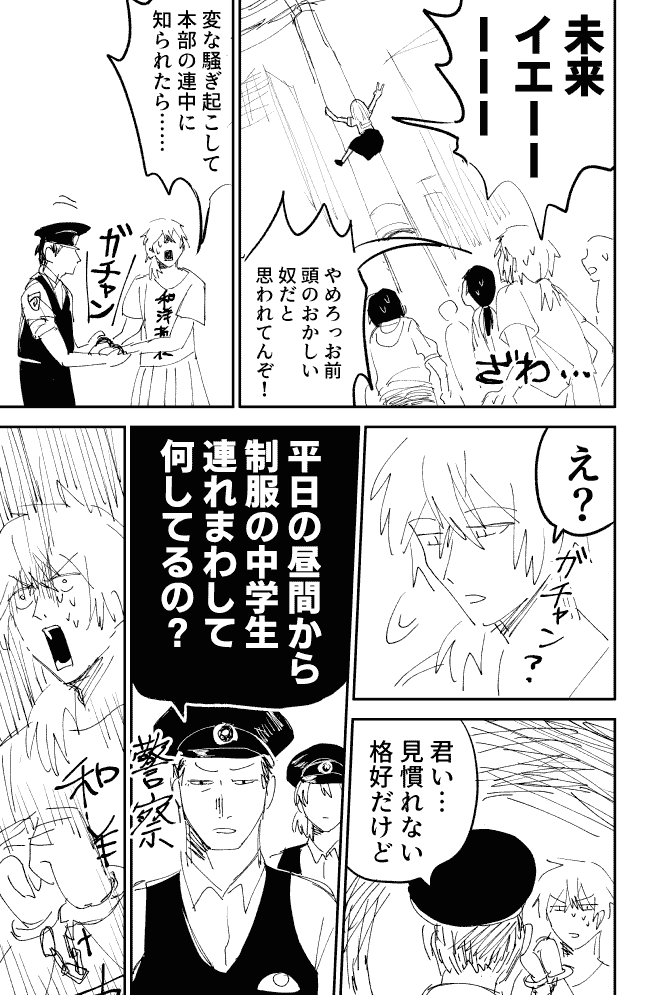 未来
イエーー
ーーー
やめろっお前
頭のおかしい
奴だと
思われてんぞ！
ざわ…
変な騒ぎ起こして
本部の連中に
知られたら……
ガチャン
え？
ガチャン？
君ぃ…
見慣れない
格好だけど
平日の昼間から
制服の中学生
連れまわして
何してるの？
警察
和洋